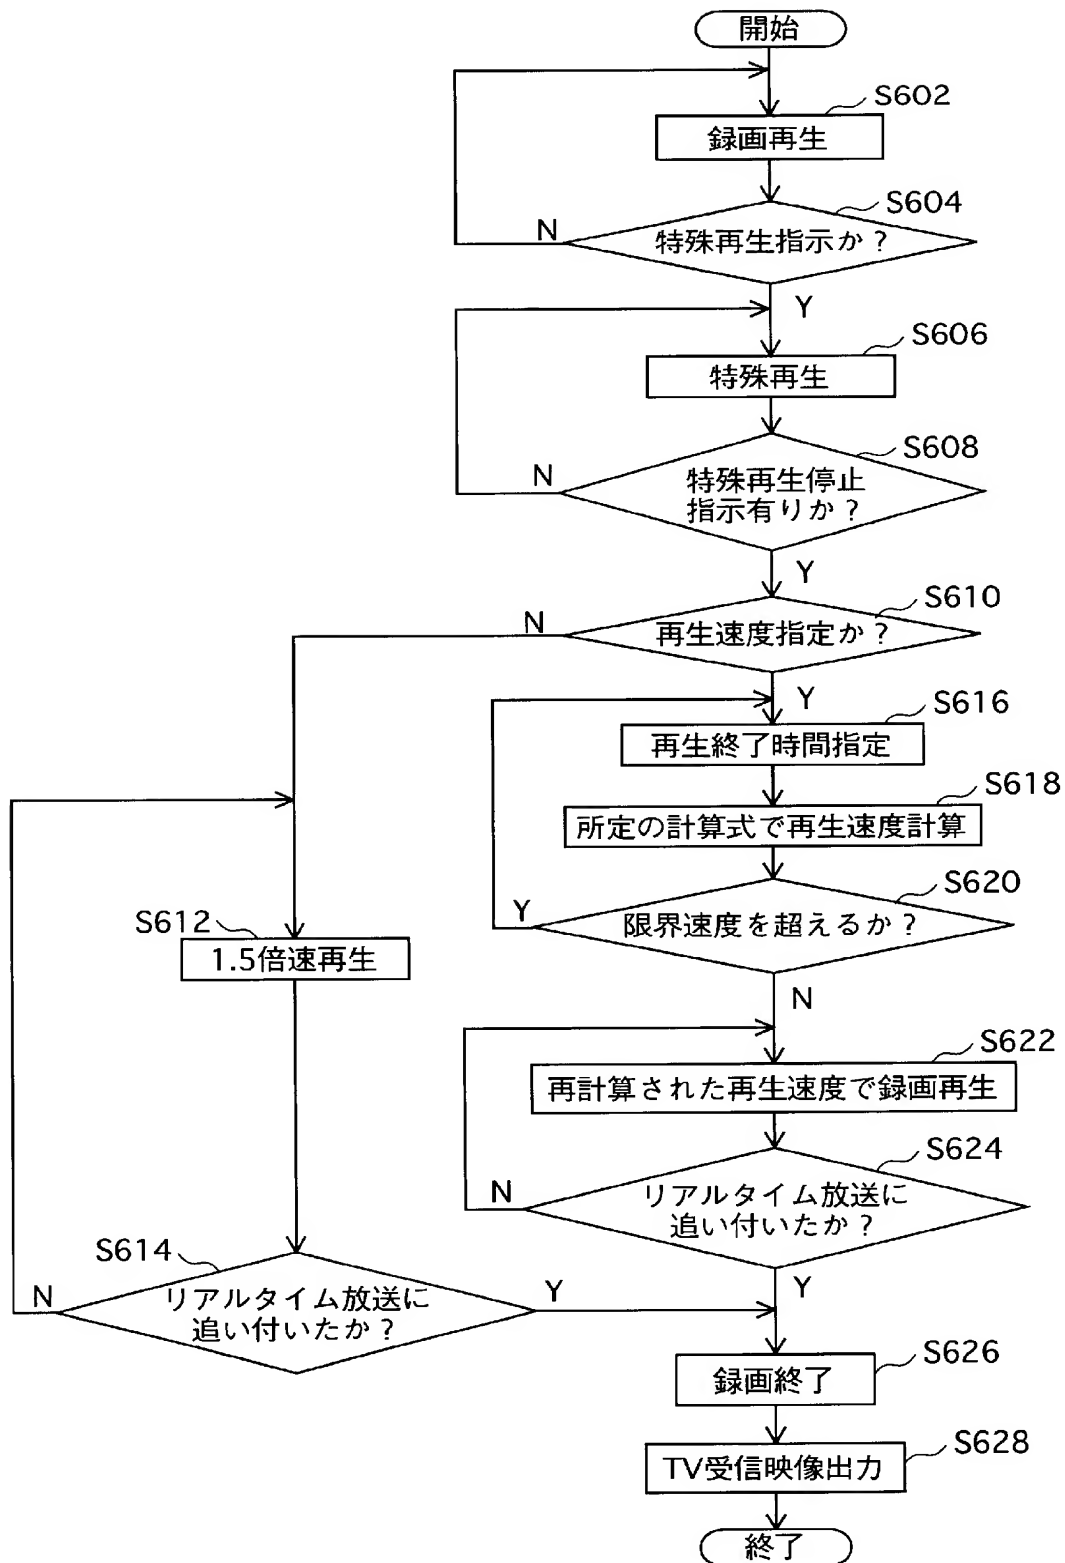 開始
S602
録画再生
S604
特殊再生指示か？
N
Y
S606
特殊再生
S608
特殊再生停止
指示有りか？
N
Y
S610
再生速度指定か？
N
Y
S616
再生終了時間指定
S618
所定の計算式で再生速度計算
S620
限界速度を超えるか？
Y
N
S612
1.5倍速再生
S622
再計算された再生速度で録画再生
S624
リアルタイム放送に
追い付いたか？
N
Y
S614
リアルタイム放送に
追い付いたか？
N
Y
S626
録画終了
S628
TV受信映像出力
終了